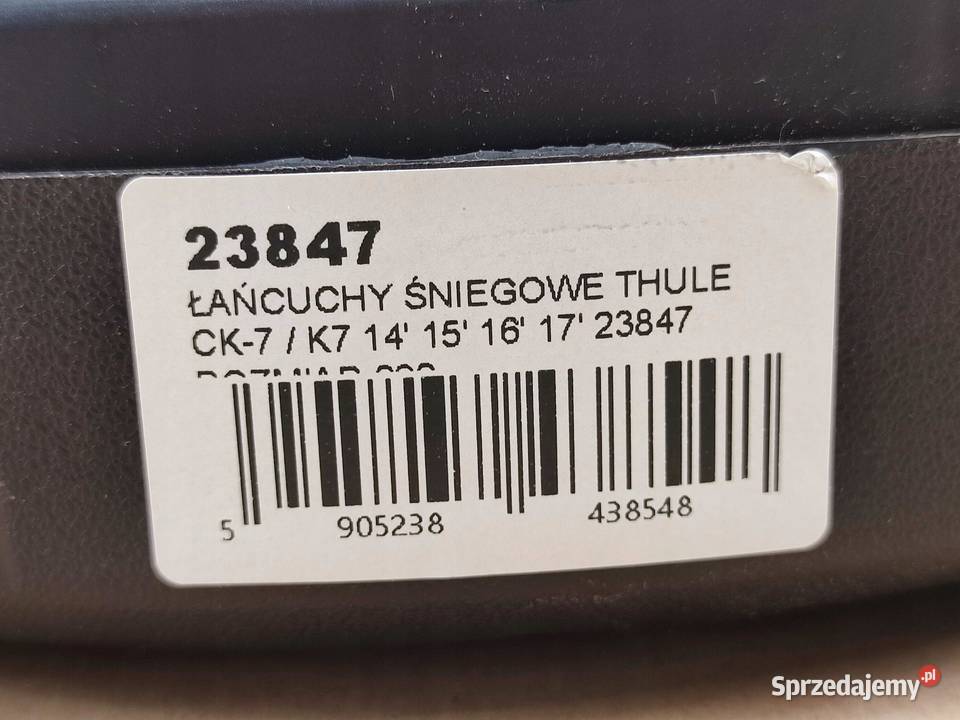 23847
ŁAŃCUCHY ŚNIEGOWE THULE
CK-7 / K7 14' 15' 16' 17' 23847
5 905238 438548
Sprzedajemy.pl